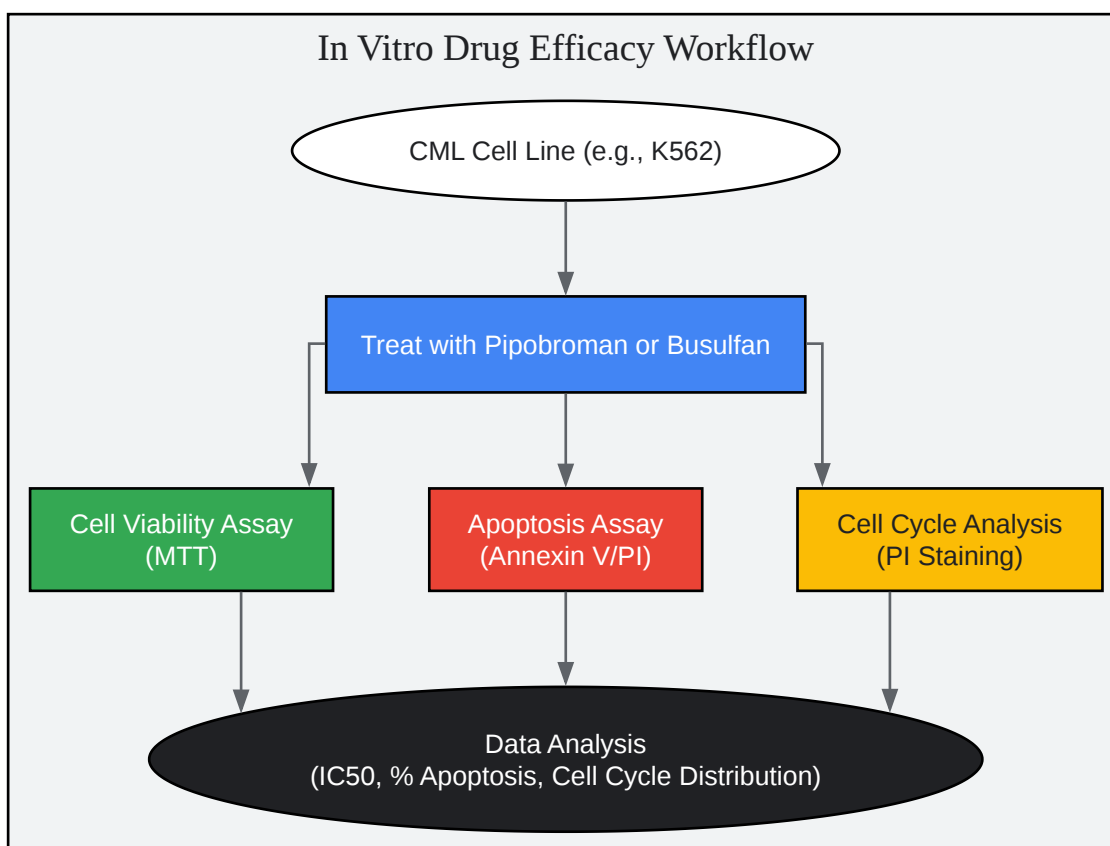 In Vitro Drug Efficacy Workflow
CML Cell Line (e.g., K562)
Treat with Pipobroman or Busulfan
Cell Viability Assay
(MTT)
Apoptosis Assay
(Annexin V/PI)
Cell Cycle Analysis
(PI Staining)
Data Analysis
(IC50, % Apoptosis, Cell Cycle Distribution)